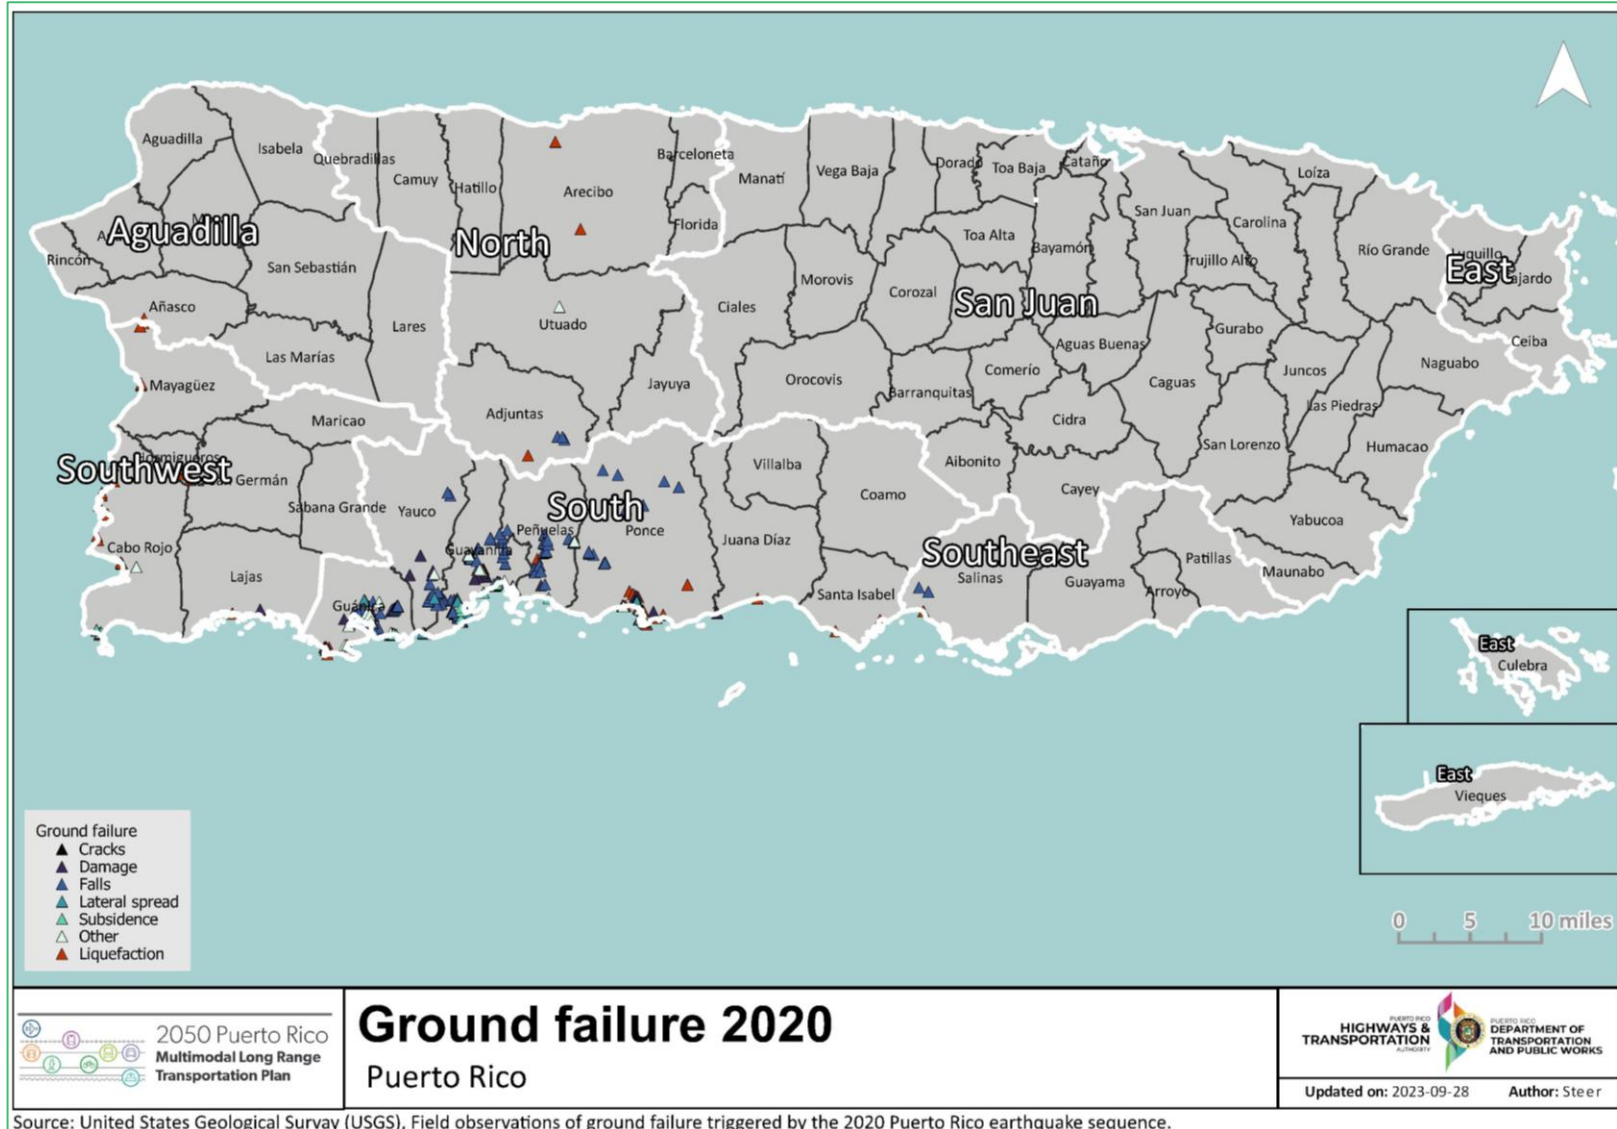 Aguadilla
Isabela
Quebradillas
Camuy
Hatillo
Arecibo
Barceloneta
Florida
Manatí
Vega Baja
Dorado
Toa Baja
Cataño
Loíza
San Juan
Carolina
Toa Alta
Bayamón
Trujillo Alto
Río Grande
Rincón
Aguadilla
North
San Sebastián
East
Añasco
Lares
Utuado
Ciales
Morovis
Corozal
San Juan
Gurabo
Ceiba
Las Marías
Aguas Buenas
Naguabo
Mayagüez
Jayuya
Orocovis
Barranquitas
Comerío
Caguas
Juncos
Las Piedras
Maricao
Adjuntas
Cidra
San Lorenzo
Humacao
Hormigueros
Southwest
Germán
Villalba
Aibonito
Cayey
Sabana Grande
Yauco
South
Coamo
Yabucoa
Peñuelas
Ponce
Juana Díaz
Cabo Rojo
Guayanilla
Southeast
Patillas
Lajas
Salinas
Guayama
Maunabo
Guánica
Santa Isabel
Arroyo
East
Culebra
East
Vieques
Ground failure
Cracks
Damage
Falls
Lateral spread
Subsidence
Other
Liquefaction
0 5 10 miles
2050 Puerto Rico
Multimodal Long Range
Transportation Plan
Ground failure 2020
Puerto Rico
PUERTO RICO
HIGHWAYS &
TRANSPORTATION
AUTHORITY
PUERTO RICO
DEPARTMENT OF
TRANSPORTATION
AND PUBLIC WORKS
Updated on: 2023-09-28 Author: Steer
Source: United States Geological Survay (USGS), Field observations of ground failure triggered by the 2020 Puerto Rico earthquake sequence.